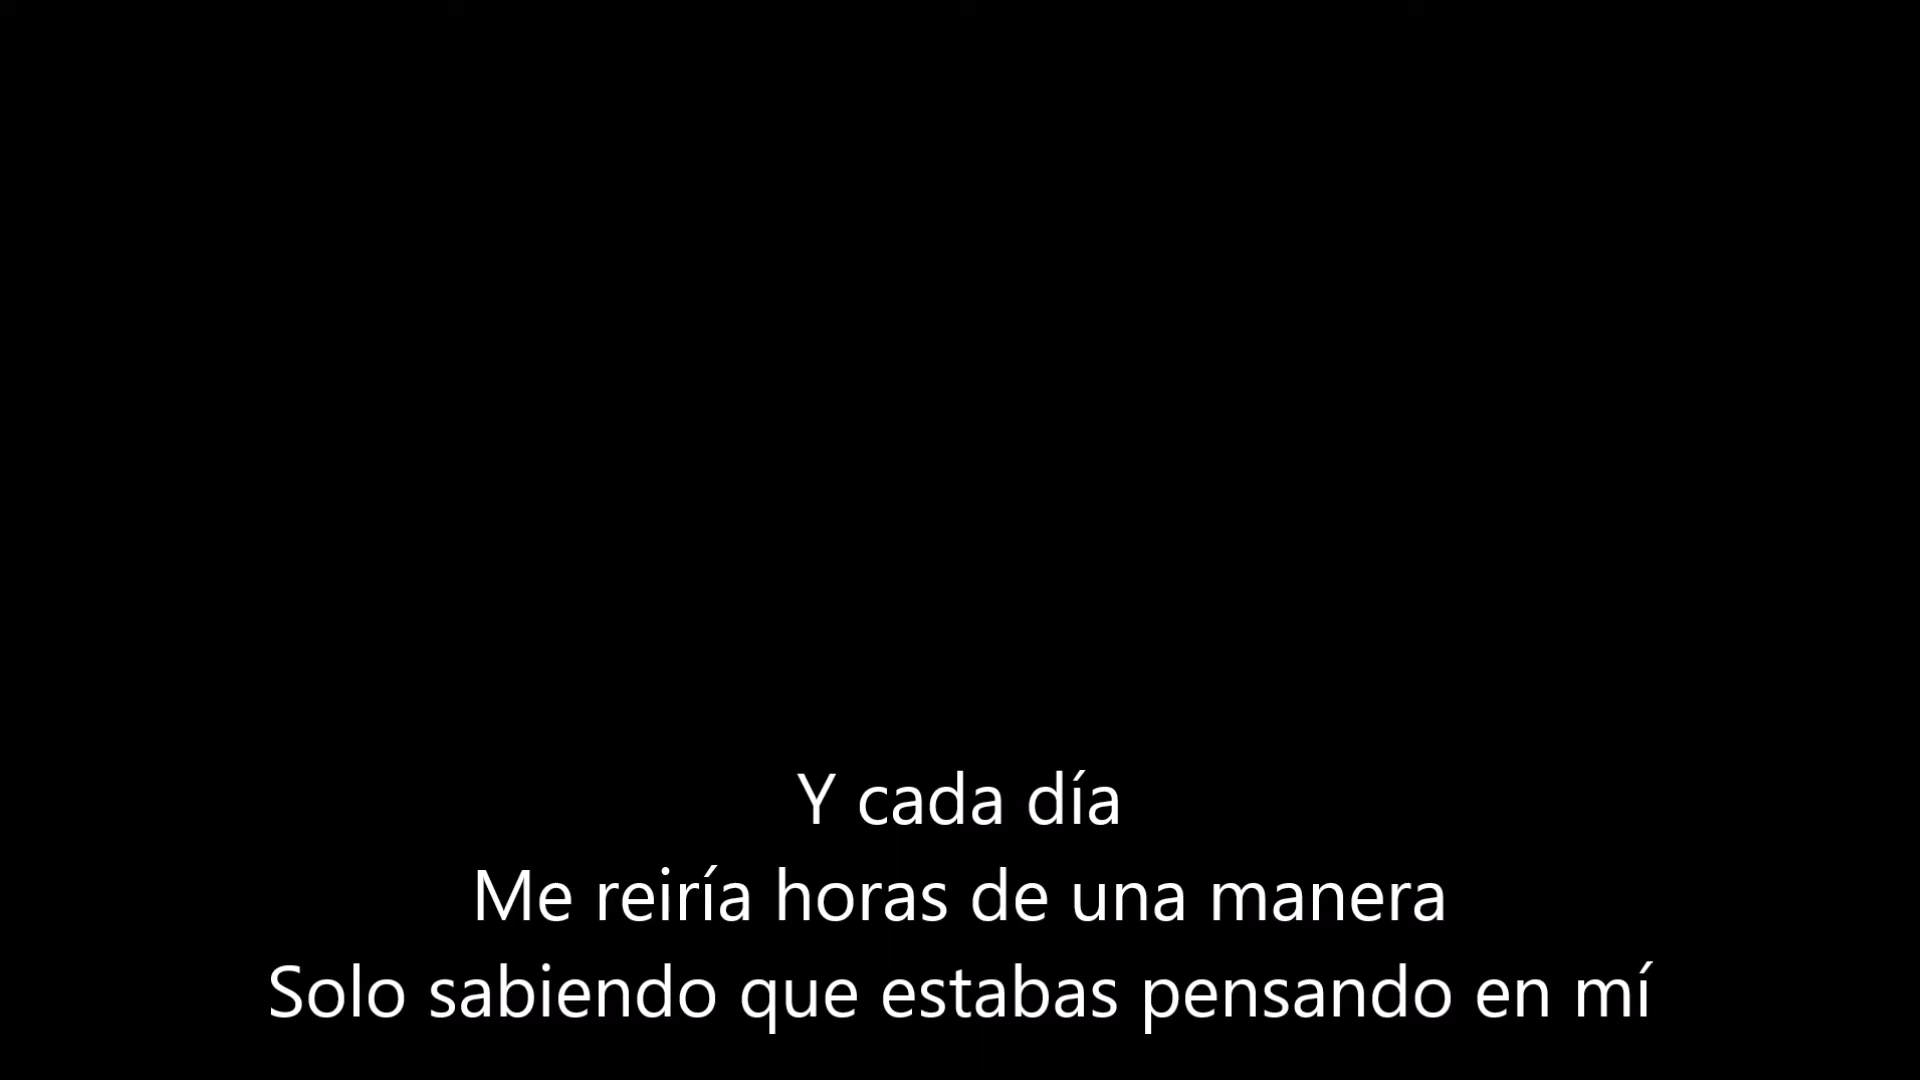 Y cada día
Me reiría horas de una manera
Solo sabiendo que estabas pensando en mí